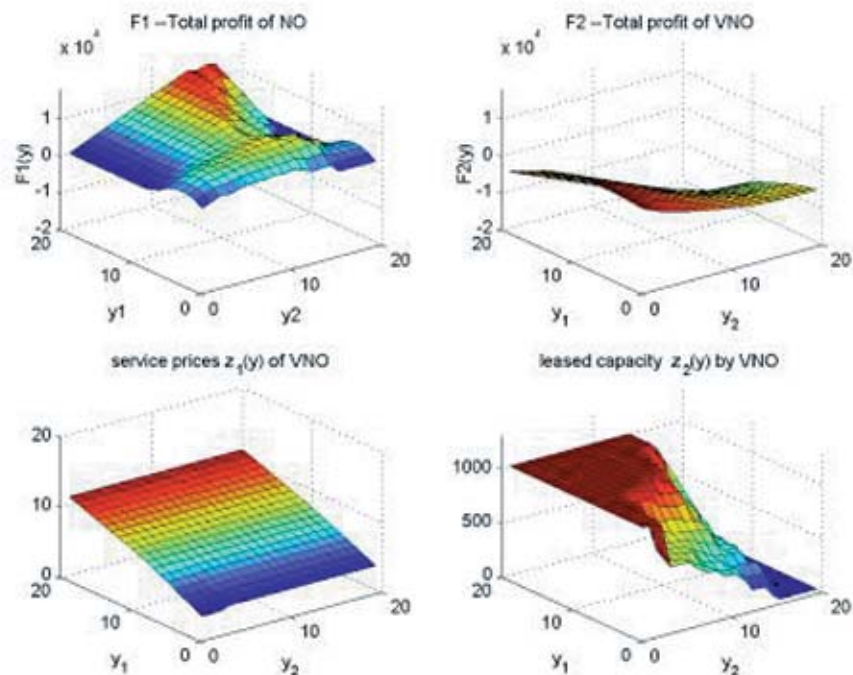 F1 –Total profit of NO
x 10⁴
F1(y)
1
0
-1
-2
20
10
0
y1
0
10
20
y2
F2 –Total profit of VNO
x 10⁴
F2(y)
1
0
-1
-2
20
10
0
y₁
0
10
20
y₂
service prices z₁(y) of VNO
20
10
0
20
10
0
y₁
0
10
20
y₂
leased capacity z₂(y) by VNO
1000
500
0
20
10
0
y₁
0
10
20
y₂